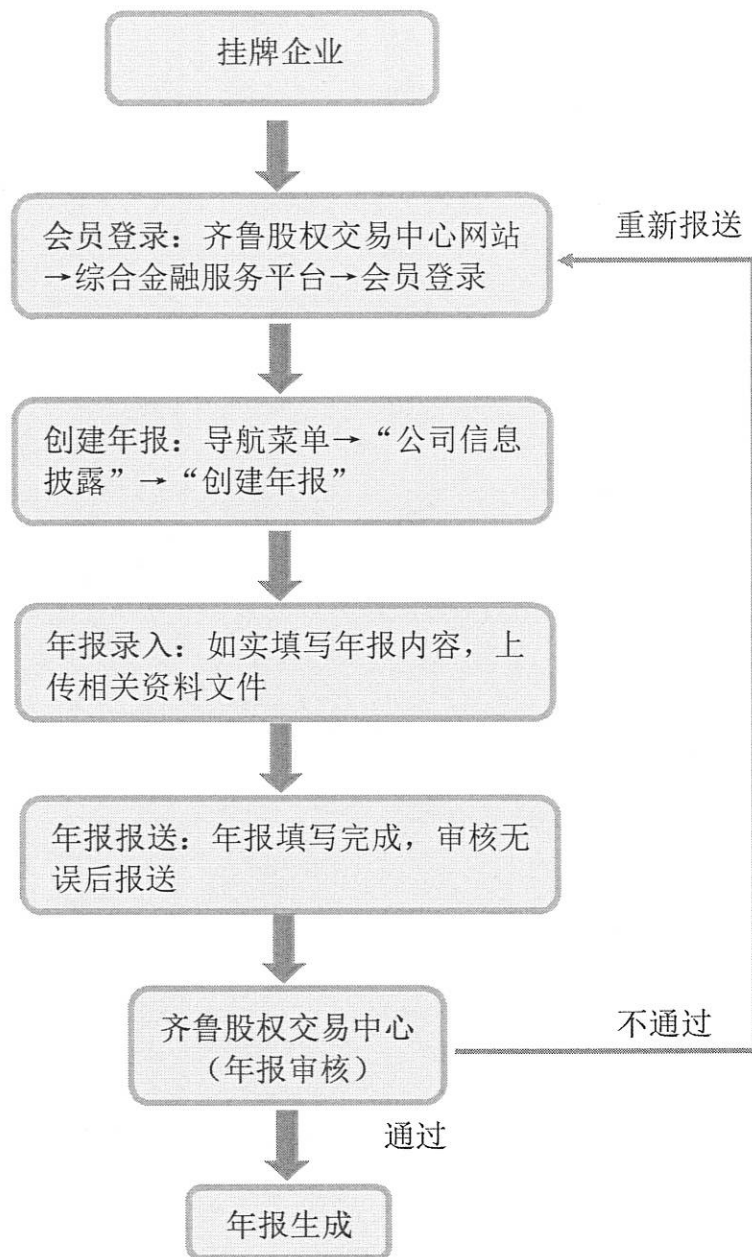 挂牌企业
会员登录：齐鲁股权交易中心网站
→综合金融服务平台→会员登录
重新报送
创建年报：导航菜单→“公司信息
披露”→“创建年报”
年报录入：如实填写年报内容，上
传相关资料文件
年报报送：年报填写完成，审核无
误后报送
齐鲁股权交易中心
（年报审核）
不通过
通过
年报生成